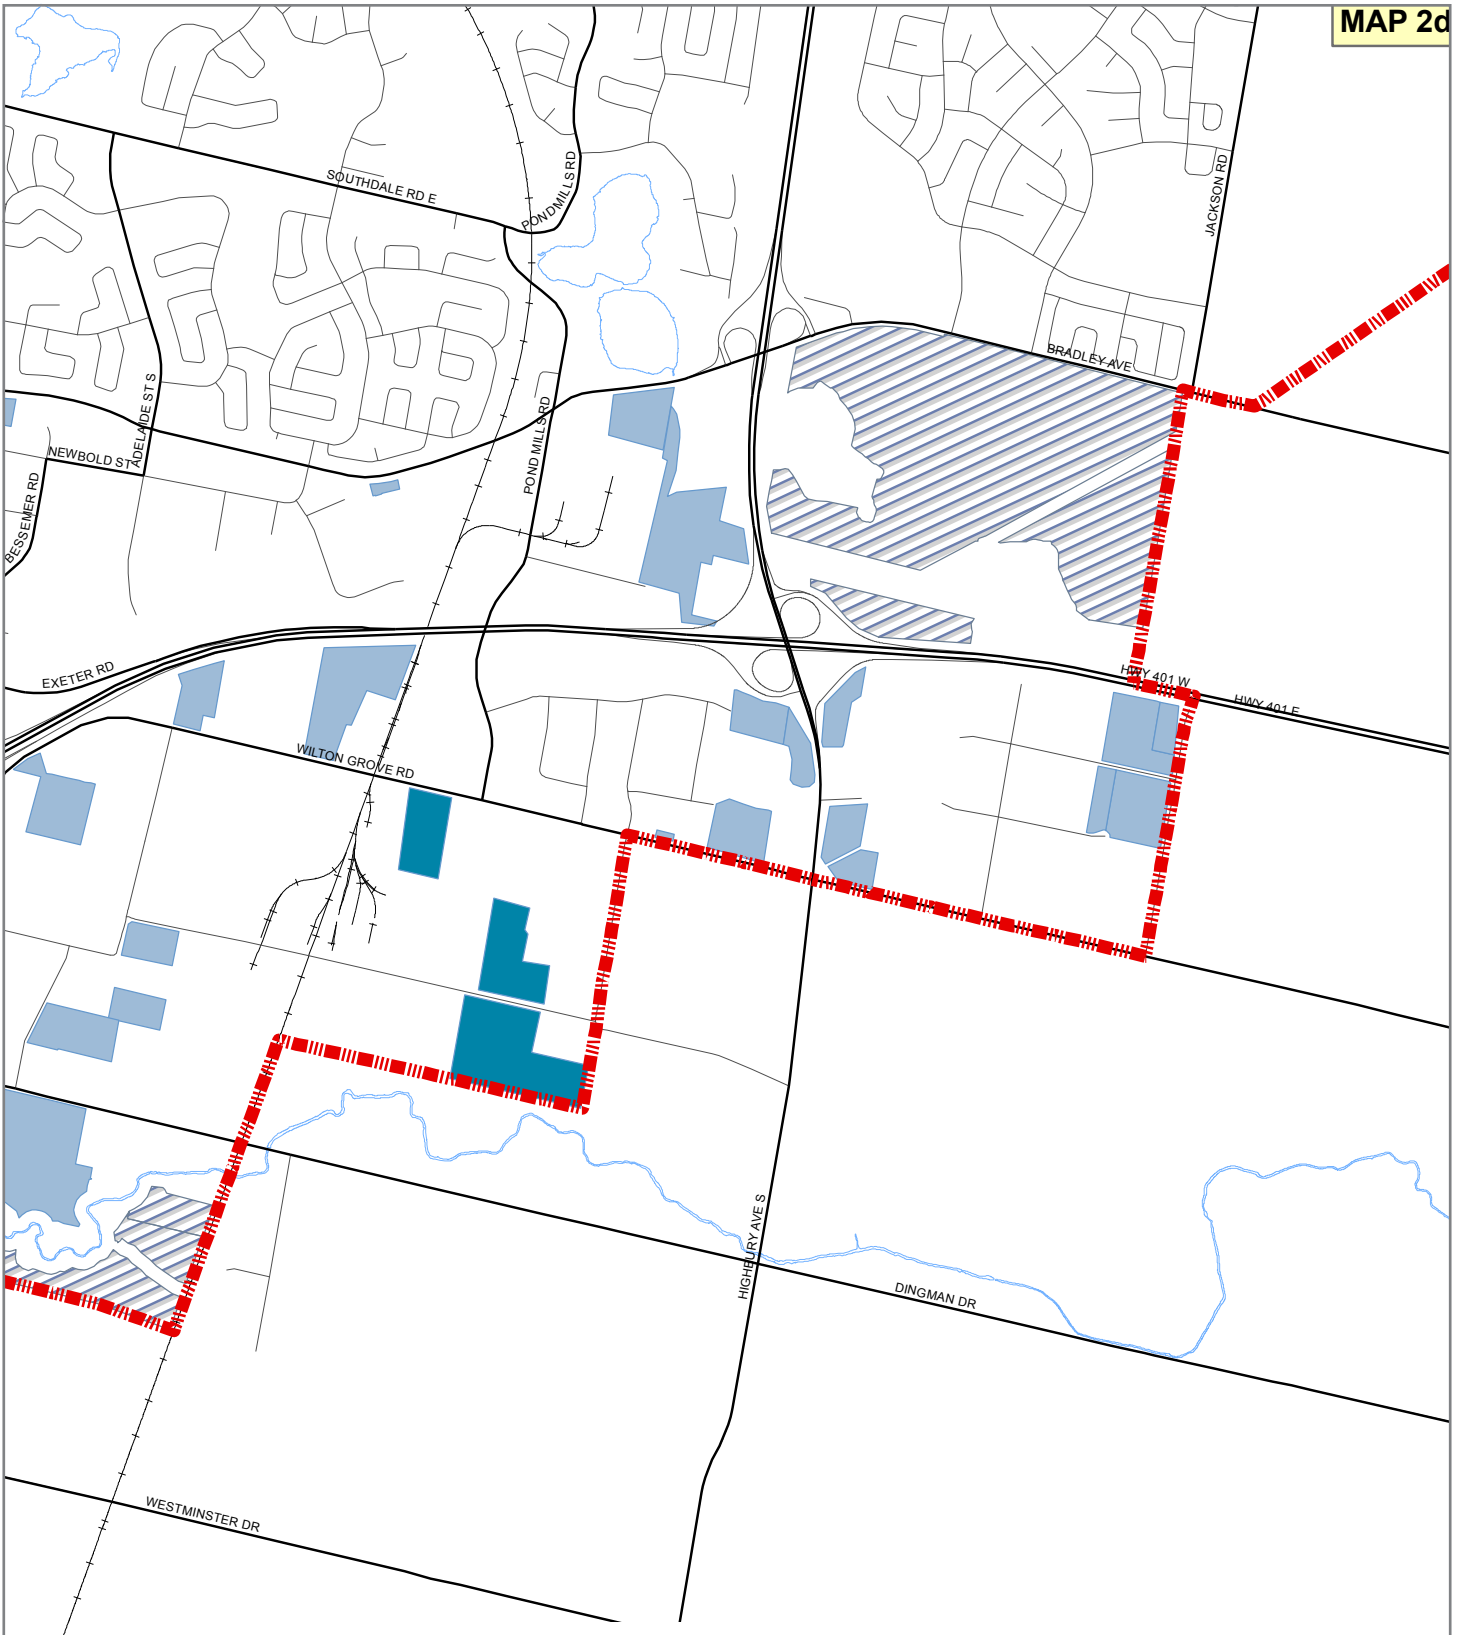 MAP 2d
SOUTHDALE RD E
POND MILLS RD
JACKSON RD
BRADLEY AVE
ADELAIDE ST S
POND MILLS RD
NEWBOLD ST
BESSEMER RD
EXETER RD
HWY 401 W
HWY 401 E
WILTON GROVE RD
HIGHBURY AVE S
DINGMAN DR
WESTMINSTER DR